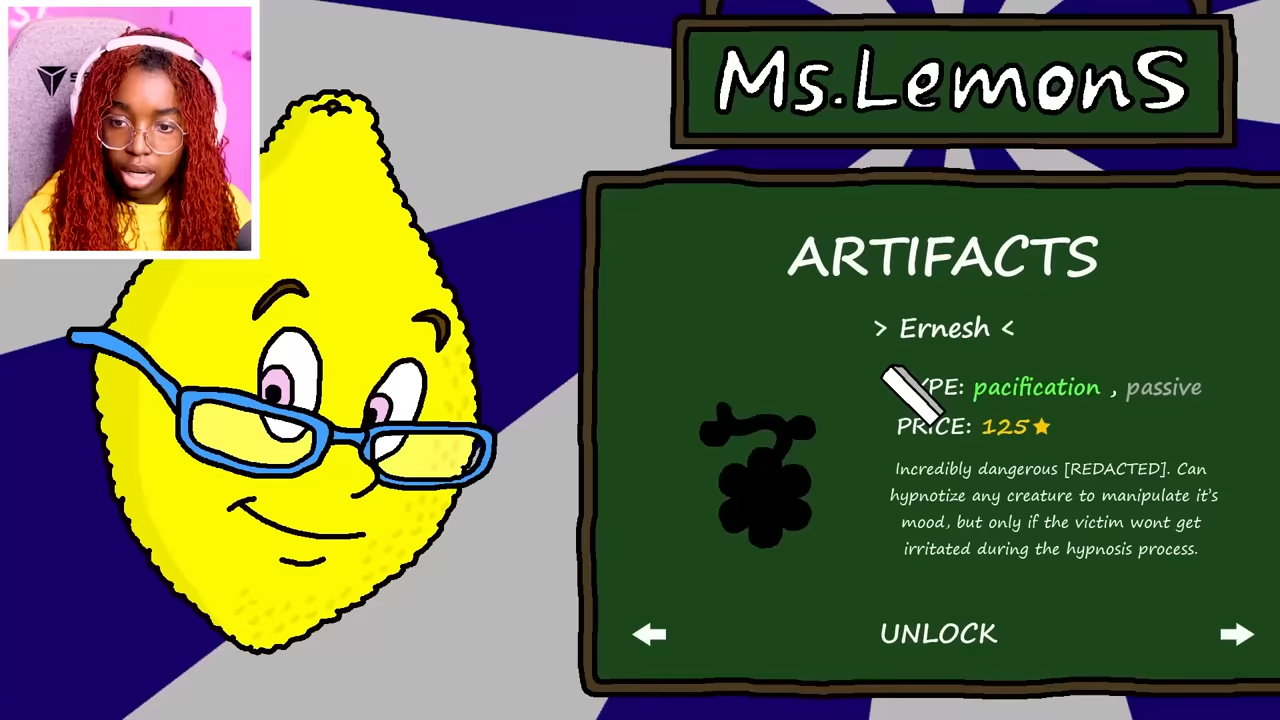 Ms.LemonS
ARTIFACTS
> Ernesh <
YPE: pacification , passive
PRICE: 125
Incredibly dangerous [REDACTED]. Can
hypnotize any creature to manipulate it's
mood, but only if the victim wont get
irritated during the hypnosis process.
UNLOCK